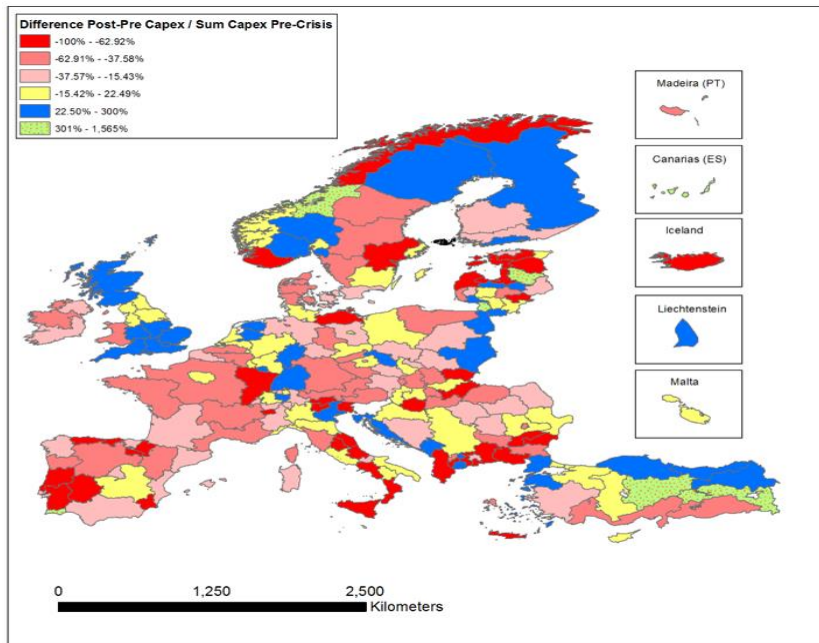 Difference Post-Pre Capex / Sum Capex Pre-Crisis
-100% - -62.92%
-62.91% - -37.58%
-37.57% - -15.43%
-15.42% - 22.49%
22.50% - 300%
301% - 1,565%
Madeira (PT)
Canarias (ES)
Iceland
Liechtenstein
Malta
0 1,250 2,500
Kilometers